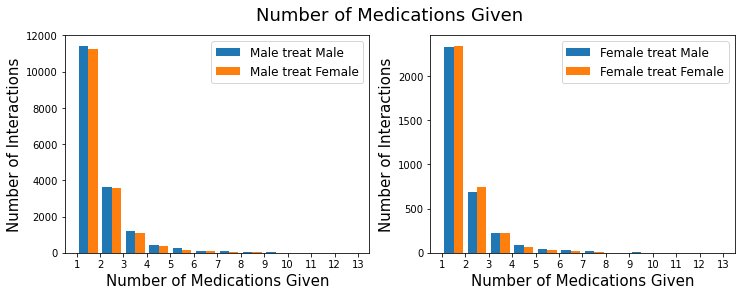 Number of Medications Given
12000
10000
8000
6000
4000
2000
0
Number of Interactions
Male treat Male
Male treat Female
1 2 3 4 5 6 7 8 9 10 11 12 13
Number of Medications Given
2000
1500
1000
500
0
Number of Interactions
Female treat Male
Female treat Female
1 2 3 4 5 6 7 8 9 10 11 12 13
Number of Medications Given